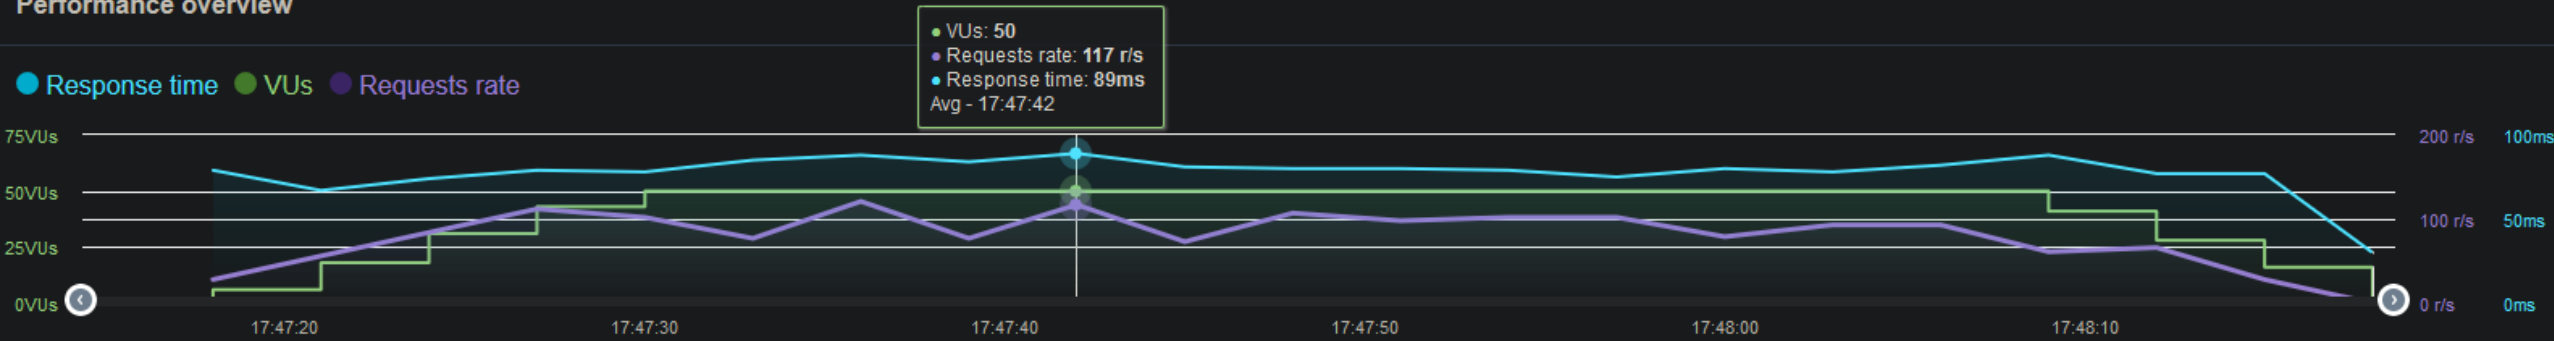 Performance overview
● VUs: 50
● Requests rate: 117 r/s
● Response time: 89ms
Avg - 17:47:42
Response time VUs Requests rate
75VUs 200 r/s 100ms
50VUs
100 r/s 50ms
25VUs
0VUs 0 r/s 0ms
17:47:20 17:47:30 17:47:40 17:47:50 17:48:00 17:48:10